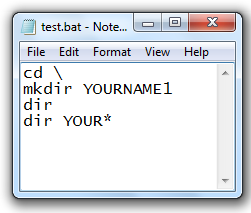 test.bat - Note...
File Edit Format View Help
cd \
mkdir YOURNAME1
dir
dir YOUR*